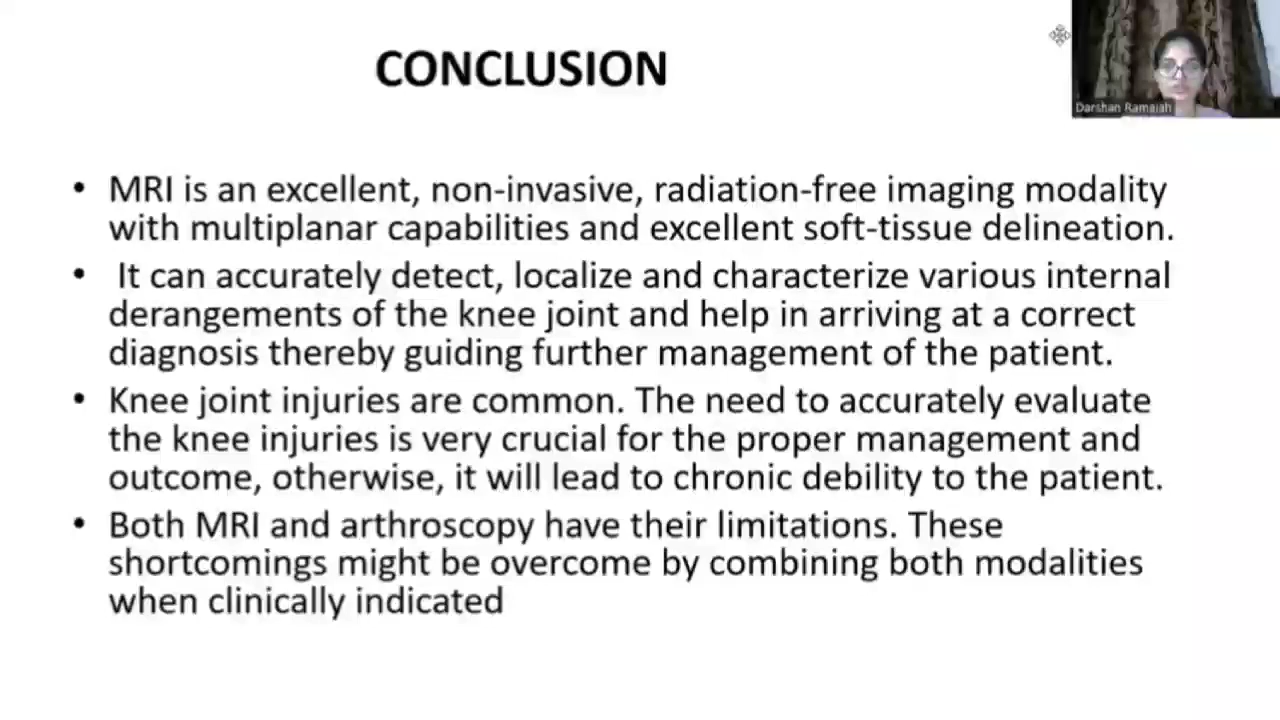 CONCLUSION
Darshan Ramaiah
• MRI is an excellent, non-invasive, radiation-free imaging modality
with multiplanar capabilities and excellent soft-tissue delineation.
• It can accurately detect, localize and characterize various internal
derangements of the knee joint and help in arriving at a correct
diagnosis thereby guiding further management of the patient.
• Knee joint injuries are common. The need to accurately evaluate
the knee injuries is very crucial for the proper management and
outcome, otherwise, it will lead to chronic debility to the patient.
• Both MRI and arthroscopy have their limitations. These
shortcomings might be overcome by combining both modalities
when clinically indicated